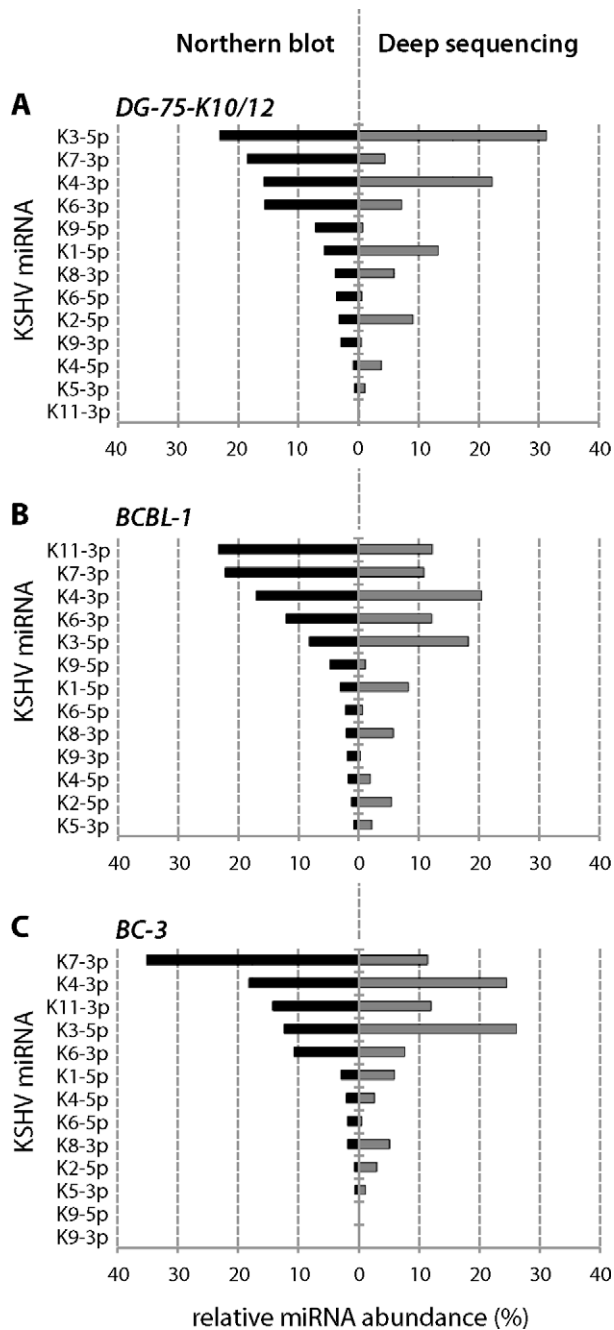 Northern blot Deep sequencing
A DG-75-K10/12
KSHV miRNA
K3-5p
K7-3p
K4-3p
K6-3p
K9-5p
K1-5p
K8-3p
K6-5p
K2-5p
K9-3p
K4-5p
K5-3p
K11-3p
40 30 20 10 0 10 20 30 40
B BCBL-1
KSHV miRNA
K11-3p
K7-3p
K4-3p
K6-3p
K3-5p
K9-5p
K1-5p
K6-5p
K8-3p
K9-3p
K4-5p
K2-5p
K5-3p
40 30 20 10 0 10 20 30 40
C BC-3
KSHV miRNA
K7-3p
K4-3p
K11-3p
K3-5p
K6-3p
K1-5p
K4-5p
K6-5p
K8-3p
K2-5p
K5-3p
K9-5p
K9-3p
40 30 20 10 0 10 20 30 40
relative miRNA abundance (%)